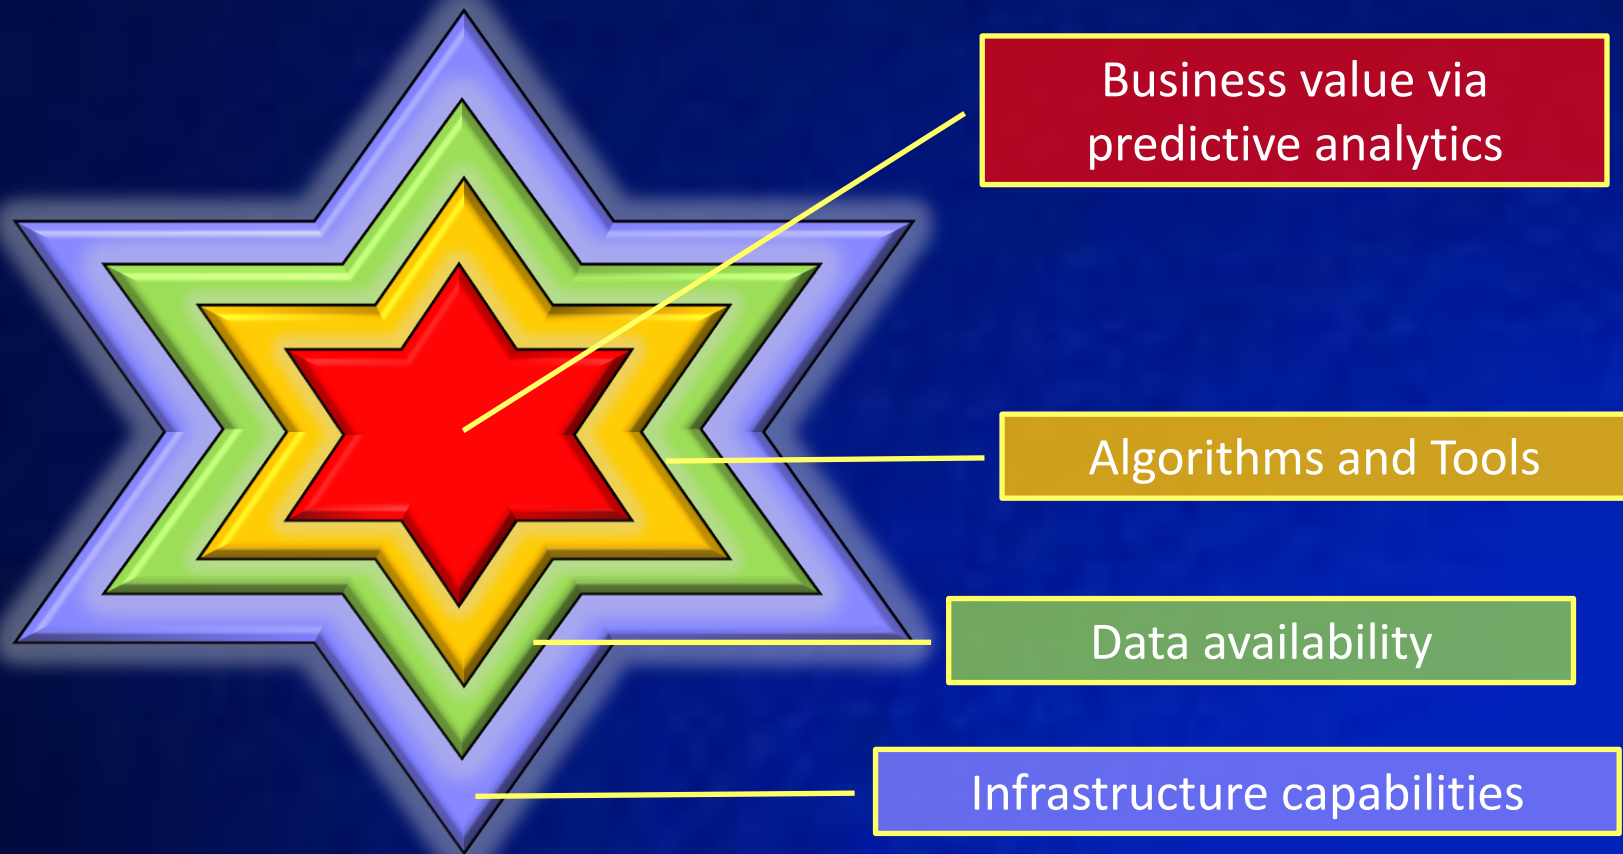 Business value via
predictive analytics
Algorithms and Tools
Data availability
Infrastructure capabilities